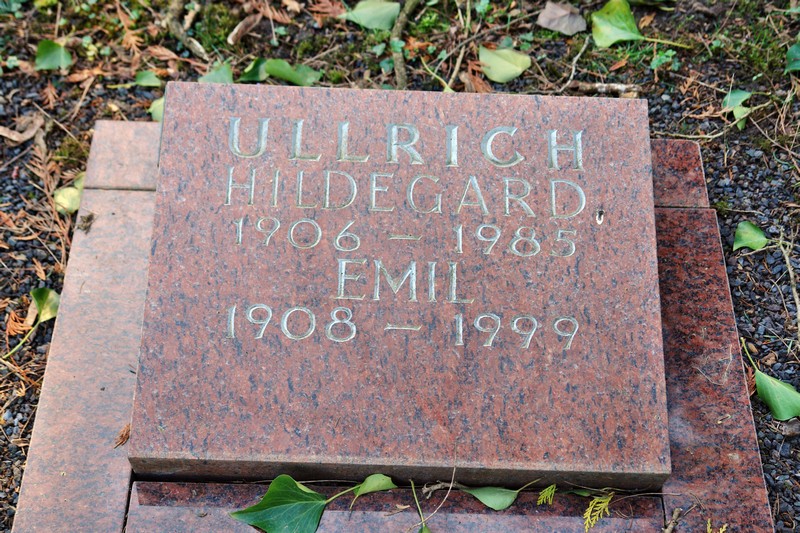 ULLRICH
HILDEGARD
1906 – 1985
EMIL
1908 – 1999